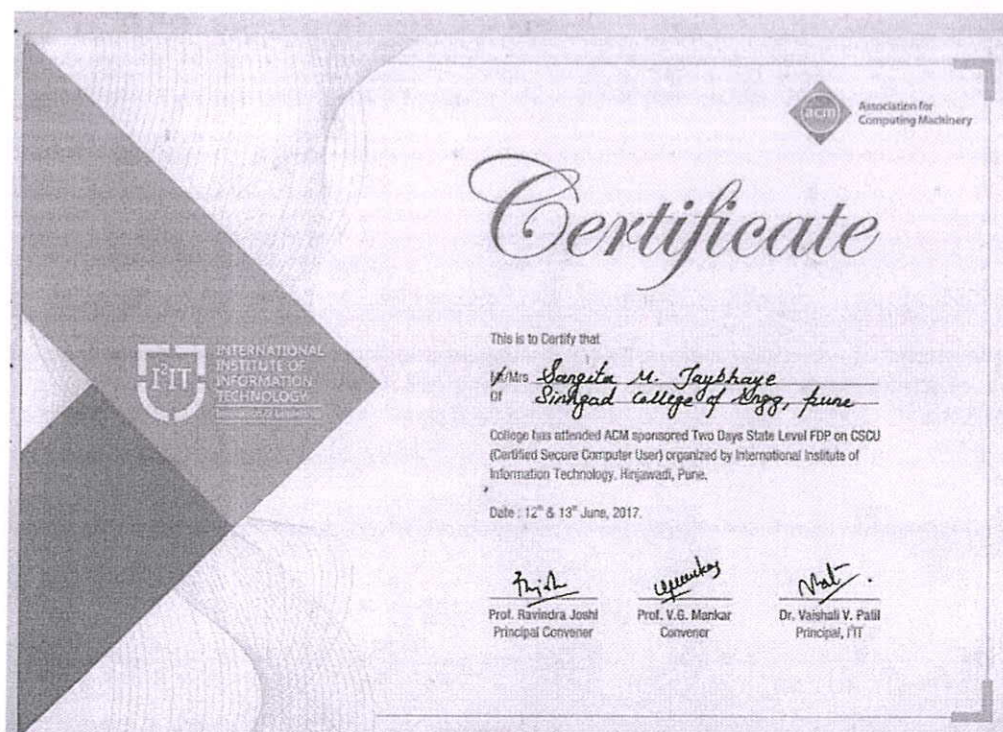 acm Association for
Computing Machinery
Certificate
I²IT
INTERNATIONAL
INSTITUTE OF
INFORMATION
TECHNOLOGY
This is to Certify that
Mr/Mrs Sangita M. Jaybhaye
Of Sinhgad College of Engg, pune
College has attended ACM sponsored Two Days State Level FDP on CSCU
(Certified Secure Computer User) organized by International Institute of
Information Technology, Hinjawadi, Pune.
Date : 12th & 13th June, 2017.
Prof. Ravindra Joshi
Principal Convener
Prof. V.G. Mankar
Convener
Dr. Vaishali V. Patil
Principal, I²IT